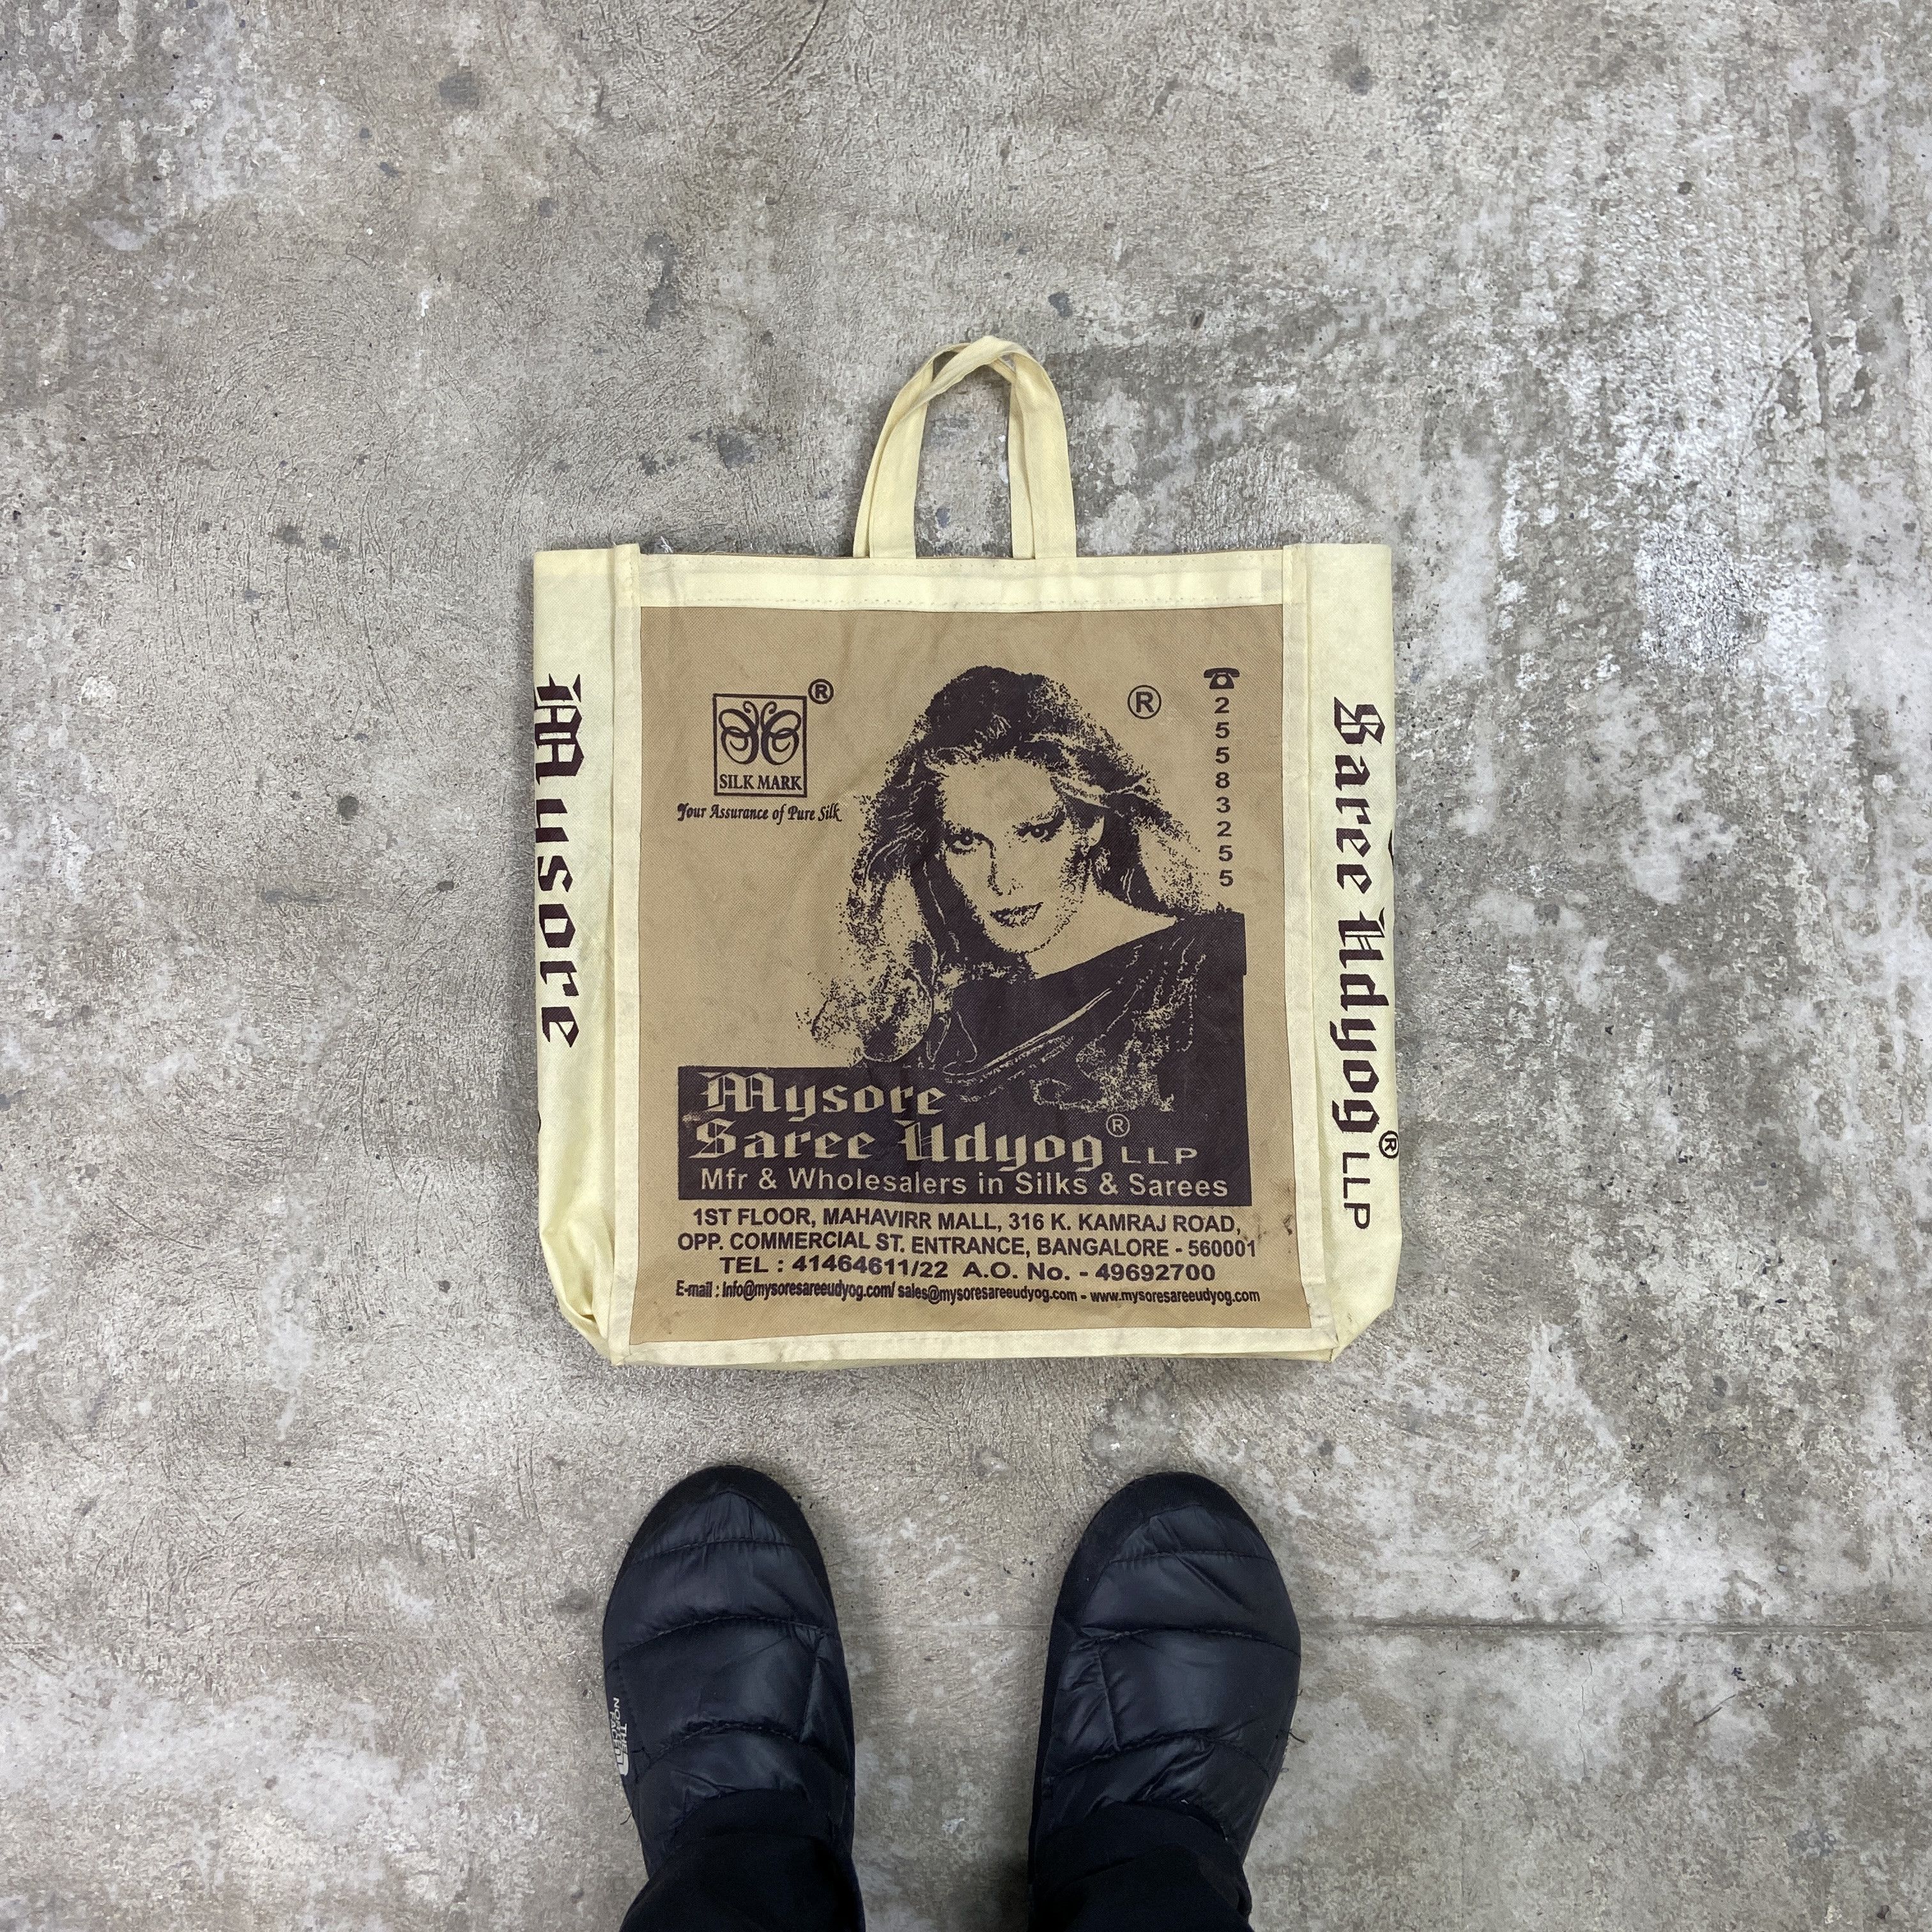 ®
SILK MARK
Your Assurance of Pure Silk
®
25583255
Mysore
Saree Udyog® LLP
Mfr & Wholesalers in Silks & Sarees
1ST FLOOR, MAHAVIRR MALL, 316 K. KAMRAJ ROAD,
OPP. COMMERCIAL ST. ENTRANCE, BANGALORE - 560001
TEL : 41464611/22 A.O. No. - 49692700
E-mail : Info@mysoresareeudyog.com/ sales@mysoresareeudyog.com - www.mysoresareeudyog.com
Mysore
Saree Udyog® LLP
THE
NORTH
FACE